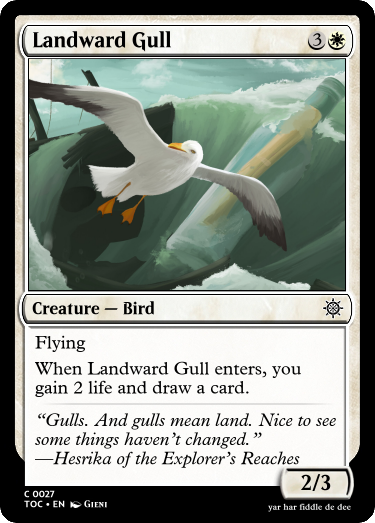 Landward Gull 3
Creature — Bird
Flying
When Landward Gull enters, you
gain 2 life and draw a card.
“Gulls. And gulls mean land. Nice to
see some things haven’t changed.”
—Hesrika of the Explorer’s Reaches
2/3
C 0027
TOC • EN Gieni
yar har fiddle de dee